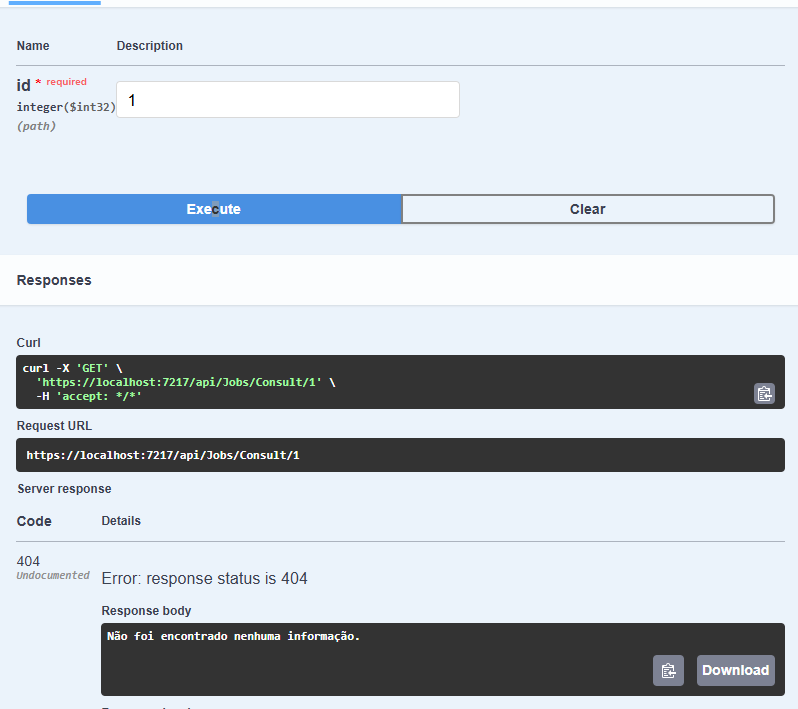 Name Description
id * required
integer($int32)
(path)
1
Execute Clear
Responses
Curl
curl -X 'GET' \
'https://localhost:7217/api/Jobs/Consult/1' \
-H 'accept: */*'
Request URL
https://localhost:7217/api/Jobs/Consult/1
Server response
Code Details
404
Undocumented
Error: response status is 404
Response body
Não foi encontrado nenhuma informação.
Download